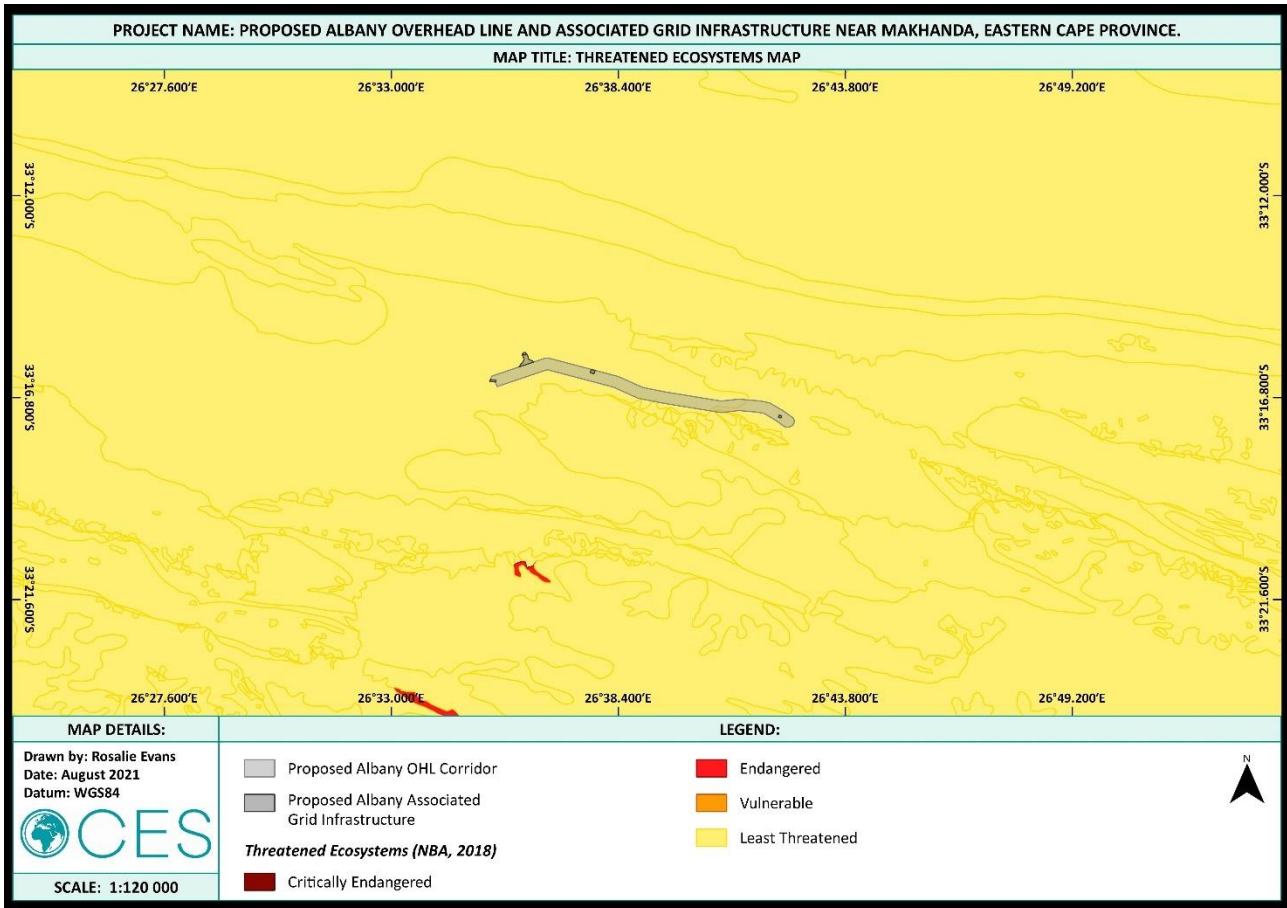 PROJECT NAME: PROPOSED ALBANY OVERHEAD LINE AND ASSOCIATED GRID INFRASTRUCTURE NEAR MAKHANDA, EASTERN CAPE PROVINCE.
MAP TITLE: THREATENED ECOSYSTEMS MAP
26°27.600'E
26°33.000'E
26°38.400'E
26°43.800'E
26°49.200'E
33°12.000'S
33°12.000'S
33°16.800'S
33°16.800'S
33°21.600'S
33°21.600'S
26°27.600'E
26°33.000'E
26°38.400'E
26°43.800'E
26°49.200'E
MAP DETAILS:
Drawn by: Rosalie Evans
Date: August 2021
Datum: WGS84
CES
SCALE: 1:120 000
LEGEND:
Proposed Albany OHL Corridor
Proposed Albany Associated
Grid Infrastructure
Threatened Ecosystems (NBA, 2018)
Critically Endangered
Endangered
Vulnerable
Least Threatened
N